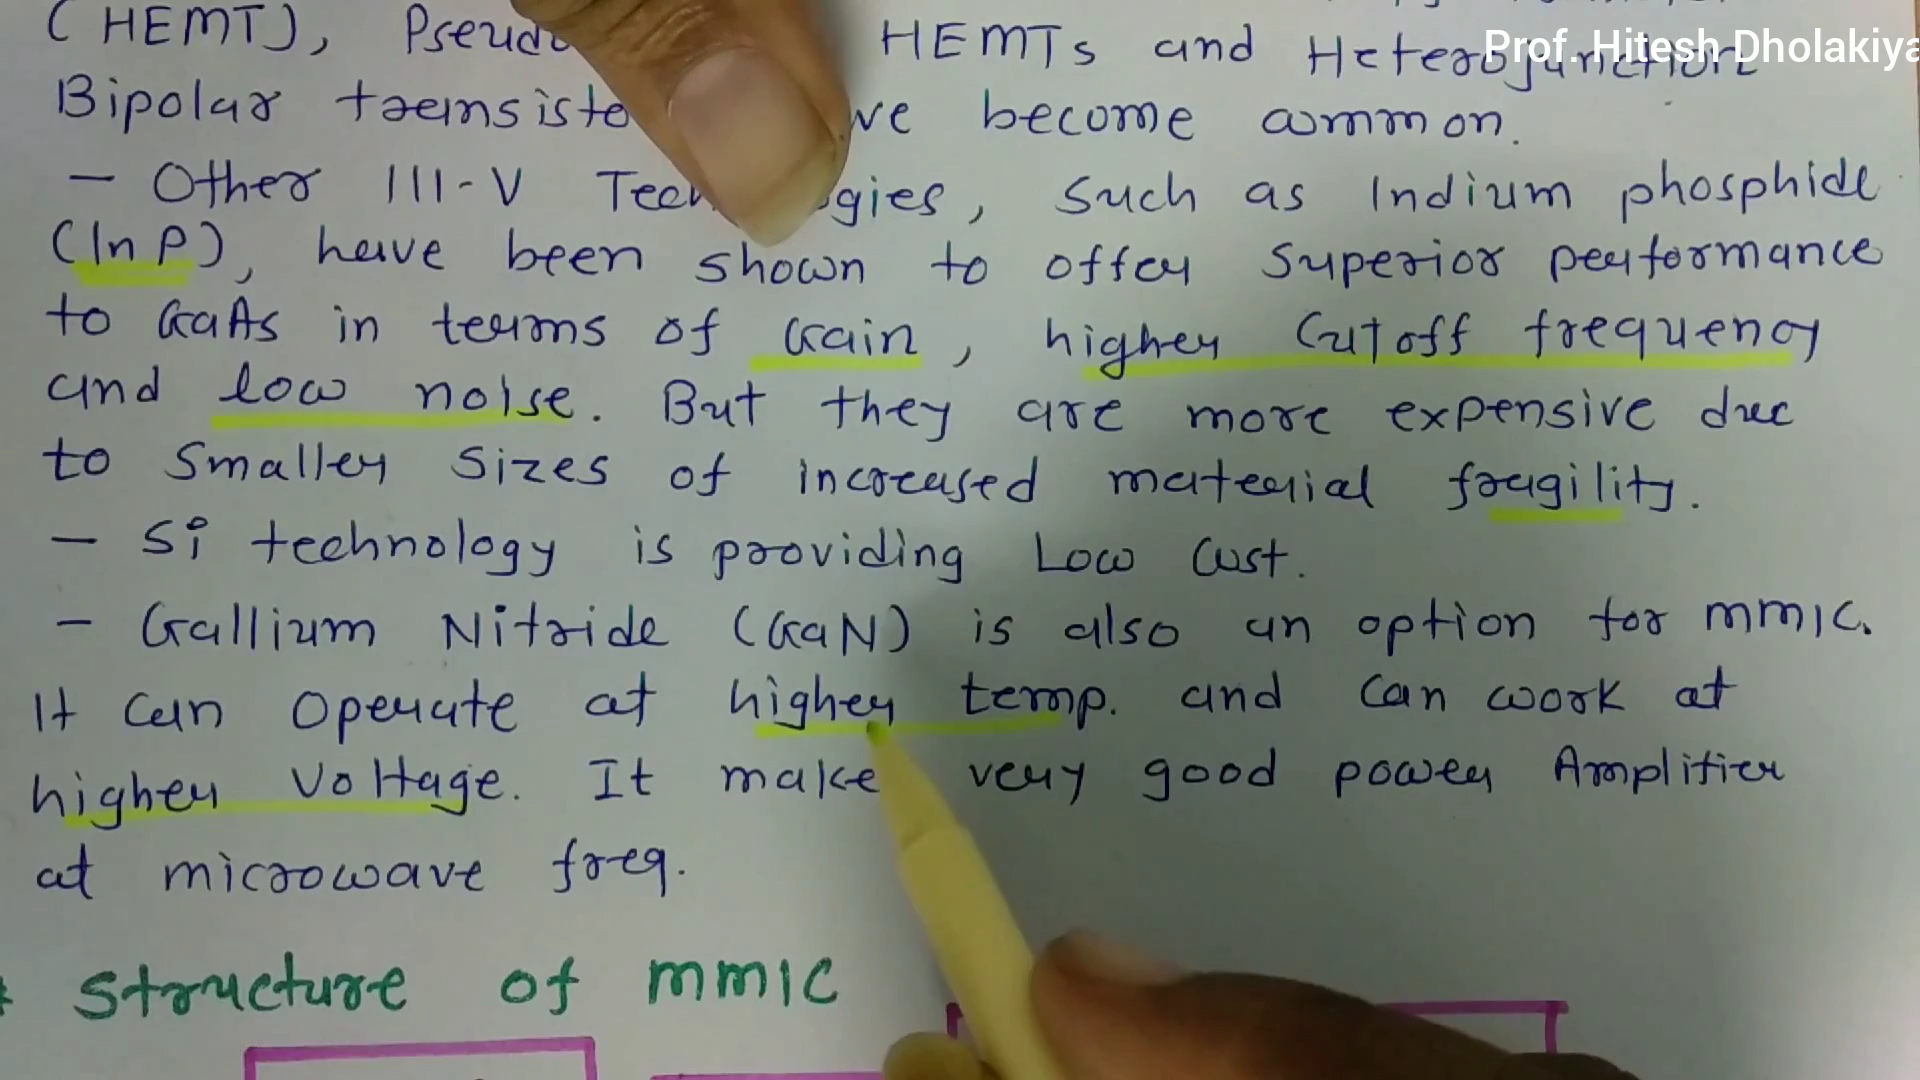 (HEMT), HEMTs and Heterojunction
Prof. Hitesh Dholakiya
Bipolar become common.
- Other III-V such as Indium phosphide
(InP), have been shown to offer superior performance
to GaAs in terms of Gain, higher Cutoff frequency
and low noise. But they are more expensive due
to smaller sizes of increased material fragility.
- Si technology is providing Low Cost.
- Gallium Nitride (GaN) is also an option for MMIC.
It can operate at higher temp. and can work at
higher Voltage. It make very good power Amplifier
at microwave freq.
Structure of MMIC